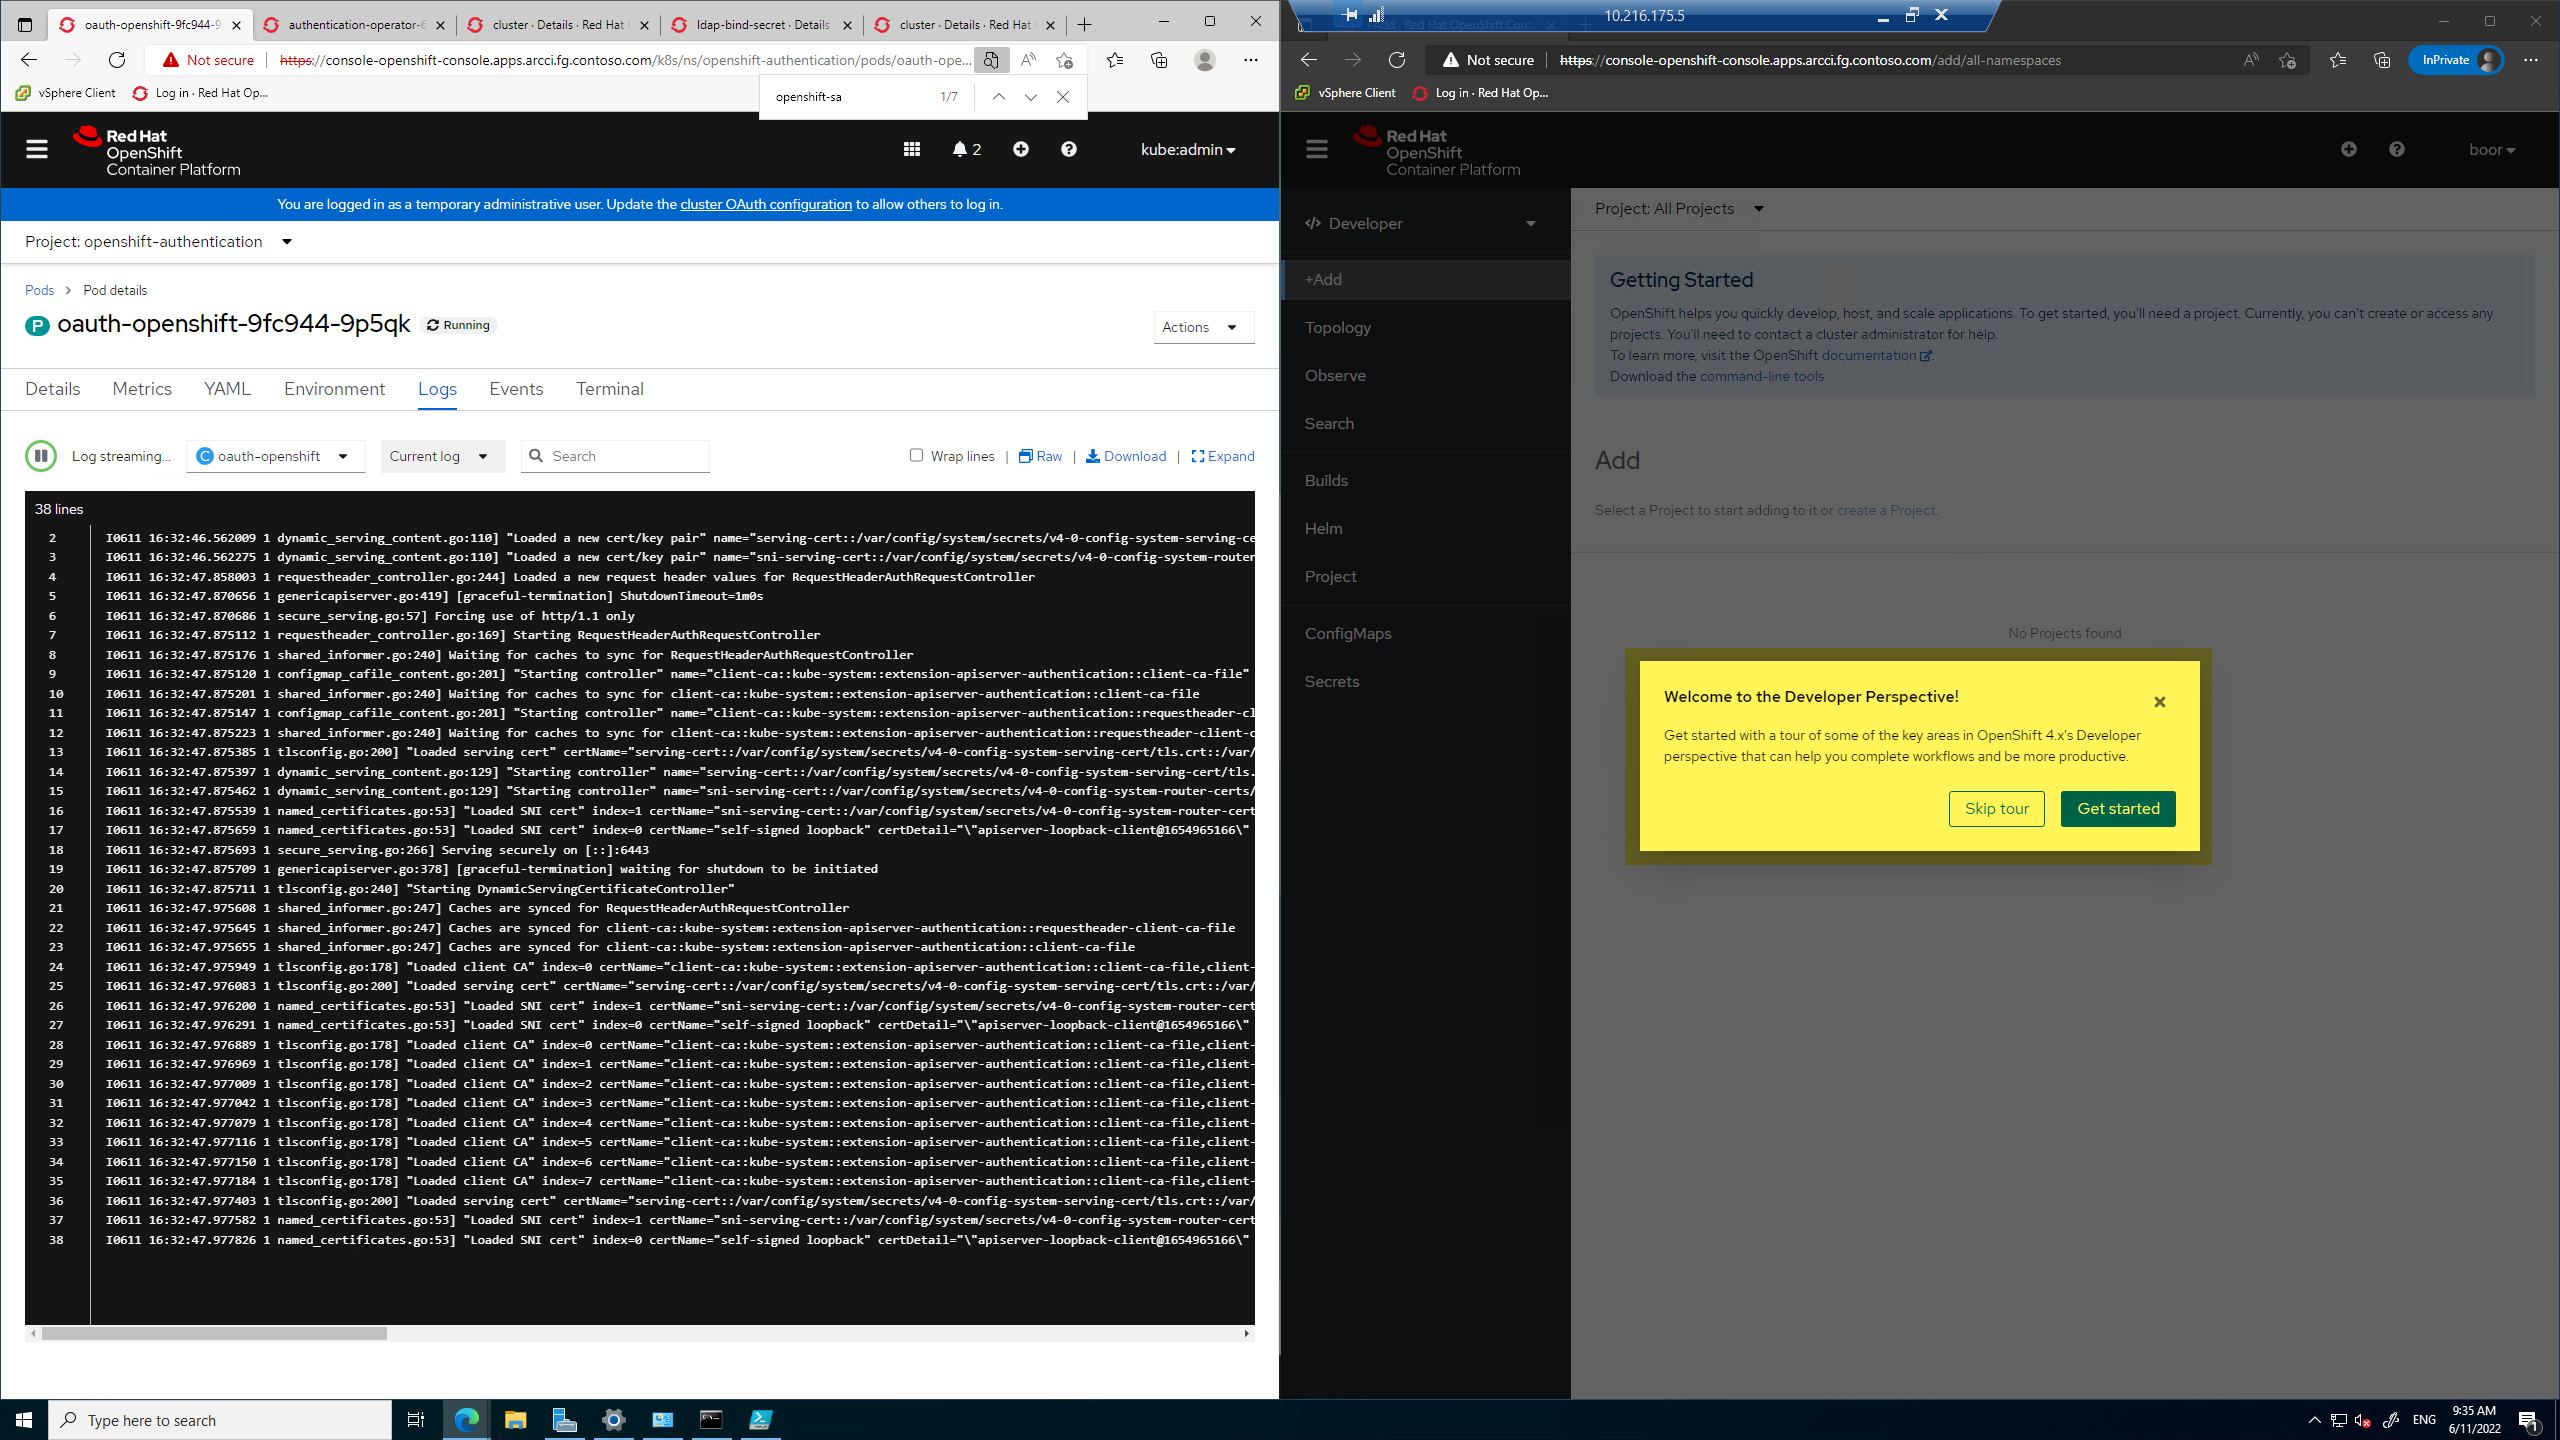 oauth-openshift-9fc944-9
authentication-operator-6
cluster · Details · Red Hat
ldap-bind-secret · Details
cluster · Details · Red Hat
Not secure
https://console-openshift-console.apps.arcci.fg.contoso.com/k8s/ns/openshift-authentication/pods/oauth-ope...
vSphere Client
Log in · Red Hat Op...
openshift-sa
1/7
Red Hat
OpenShift
Container Platform
2
kube:admin
You are logged in as a temporary administrative user. Update the cluster OAuth configuration to allow others to log in.
Project: openshift-authentication
Pods
Pod details
P
oauth-openshift-9fc944-9p5qk
Running
Actions
Details
Metrics
YAML
Environment
Logs
Events
Terminal
Log streaming...
C oauth-openshift
Current log
Search
Wrap lines
|
Raw
|
Download
|
Expand
38 lines
2 I0611 16:32:46.562009 1 dynamic_serving_content.go:110] "Loaded a new cert/key pair" name="serving-cert::/var/config/system/secrets/v4-0-config-system-serving-ce
3 I0611 16:32:46.562275 1 dynamic_serving_content.go:110] "Loaded a new cert/key pair" name="sni-serving-cert::/var/config/system/secrets/v4-0-config-system-router
4 I0611 16:32:47.858003 1 requestheader_controller.go:244] Loaded a new request header values for RequestHeaderAuthRequestController
5 I0611 16:32:47.870656 1 genericapiserver.go:419] [graceful-termination] ShutdownTimeout=1m0s
6 I0611 16:32:47.870686 1 secure_serving.go:57] Forcing use of http/1.1 only
7 I0611 16:32:47.875112 1 requestheader_controller.go:169] Starting RequestHeaderAuthRequestController
8 I0611 16:32:47.875176 1 shared_informer.go:240] Waiting for caches to sync for RequestHeaderAuthRequestController
9 I0611 16:32:47.875120 1 configmap_cafile_content.go:201] "Starting controller" name="client-ca::kube-system::extension-apiserver-authentication::client-ca-file"
10 I0611 16:32:47.875201 1 shared_informer.go:240] Waiting for caches to sync for client-ca::kube-system::extension-apiserver-authentication::client-ca-file
11 I0611 16:32:47.875147 1 configmap_cafile_content.go:201] "Starting controller" name="client-ca::kube-system::extension-apiserver-authentication::requestheader-cl
12 I0611 16:32:47.875223 1 shared_informer.go:240] Waiting for caches to sync for client-ca::kube-system::extension-apiserver-authentication::requestheader-client-c
13 I0611 16:32:47.875385 1 tlsconfig.go:200] "Loaded serving cert" certName="serving-cert::/var/config/system/secrets/v4-0-config-system-serving-cert/tls.crt::/var/
14 I0611 16:32:47.875397 1 dynamic_serving_content.go:129] "Starting controller" name="serving-cert::/var/config/system/secrets/v4-0-config-system-serving-cert/tls.
15 I0611 16:32:47.875462 1 dynamic_serving_content.go:129] "Starting controller" name="sni-serving-cert::/var/config/system/secrets/v4-0-config-system-router-certs/
16 I0611 16:32:47.875539 1 named_certificates.go:53] "Loaded SNI cert" index=1 certName="sni-serving-cert::/var/config/system/secrets/v4-0-config-system-router-cert
17 I0611 16:32:47.875659 1 named_certificates.go:53] "Loaded SNI cert" index=0 certName="self-signed loopback" certDetail="\"apiserver-loopback-client@1654965166\"
18 I0611 16:32:47.875693 1 secure_serving.go:266] Serving securely on [::]:6443
19 I0611 16:32:47.875709 1 genericapiserver.go:378] [graceful-termination] waiting for shutdown to be initiated
20 I0611 16:32:47.875711 1 tlsconfig.go:240] "Starting DynamicServingCertificateController"
21 I0611 16:32:47.975608 1 shared_informer.go:247] Caches are synced for RequestHeaderAuthRequestController
22 I0611 16:32:47.975645 1 shared_informer.go:247] Caches are synced for client-ca::kube-system::extension-apiserver-authentication::requestheader-client-ca-file
23 I0611 16:32:47.975655 1 shared_informer.go:247] Caches are synced for client-ca::kube-system::extension-apiserver-authentication::client-ca-file
24 I0611 16:32:47.975949 1 tlsconfig.go:178] "Loaded client CA" index=0 certName="client-ca::kube-system::extension-apiserver-authentication::client-ca-file,client-
25 I0611 16:32:47.976083 1 tlsconfig.go:200] "Loaded serving cert" certName="serving-cert::/var/config/system/secrets/v4-0-config-system-serving-cert/tls.crt::/var/
26 I0611 16:32:47.976200 1 named_certificates.go:53] "Loaded SNI cert" index=1 certName="sni-serving-cert::/var/config/system/secrets/v4-0-config-system-router-cert
27 I0611 16:32:47.976291 1 named_certificates.go:53] "Loaded SNI cert" index=0 certName="self-signed loopback" certDetail="\"apiserver-loopback-client@1654965166\"
28 I0611 16:32:47.976889 1 tlsconfig.go:178] "Loaded client CA" index=0 certName="client-ca::kube-system::extension-apiserver-authentication::client-ca-file,client-
29 I0611 16:32:47.976969 1 tlsconfig.go:178] "Loaded client CA" index=1 certName="client-ca::kube-system::extension-apiserver-authentication::client-ca-file,client-
30 I0611 16:32:47.977009 1 tlsconfig.go:178] "Loaded client CA" index=2 certName="client-ca::kube-system::extension-apiserver-authentication::client-ca-file,client-
31 I0611 16:32:47.977042 1 tlsconfig.go:178] "Loaded client CA" index=3 certName="client-ca::kube-system::extension-apiserver-authentication::client-ca-file,client-
32 I0611 16:32:47.977079 1 tlsconfig.go:178] "Loaded client CA" index=4 certName="client-ca::kube-system::extension-apiserver-authentication::client-ca-file,client-
33 I0611 16:32:47.977116 1 tlsconfig.go:178] "Loaded client CA" index=5 certName="client-ca::kube-system::extension-apiserver-authentication::client-ca-file,client-
34 I0611 16:32:47.977150 1 tlsconfig.go:178] "Loaded client CA" index=6 certName="client-ca::kube-system::extension-apiserver-authentication::client-ca-file,client-
35 I0611 16:32:47.977184 1 tlsconfig.go:178] "Loaded client CA" index=7 certName="client-ca::kube-system::extension-apiserver-authentication::client-ca-file,client-
36 I0611 16:32:47.977403 1 tlsconfig.go:200] "Loaded serving cert" certName="serving-cert::/var/config/system/secrets/v4-0-config-system-serving-cert/tls.crt::/var/
37 I0611 16:32:47.977582 1 named_certificates.go:53] "Loaded SNI cert" index=1 certName="sni-serving-cert::/var/config/system/secrets/v4-0-config-system-router-cert
38 I0611 16:32:47.977826 1 named_certificates.go:53] "Loaded SNI cert" index=0 certName="self-signed loopback" certDetail="\"apiserver-loopback-client@1654965166\"
10.216.175.5
Not secure
https://console-openshift-console.apps.arcci.fg.contoso.com/add/all-namespaces
InPrivate
vSphere Client
Log in · Red Hat Op...
Red Hat
OpenShift
Container Platform
boor
Developer
+Add
Topology
Observe
Search
Builds
Helm
Project
ConfigMaps
Secrets
Project: All Projects
Getting Started
OpenShift helps you quickly develop, host, and scale applications. To get started, you'll need a project. Currently, you can't create or access any
projects. You'll need to contact a cluster administrator for help.
To learn more, visit the OpenShift documentation.
Download the command-line tools
Add
Select a Project to start adding to it or create a Project.
No Projects found
Welcome to the Developer Perspective!
Get started with a tour of some of the key areas in OpenShift 4.x's Developer
perspective that can help you complete workflows and be more productive.
Skip tour
Get started
Type here to search
ENG
9:35 AM
6/11/2022
1